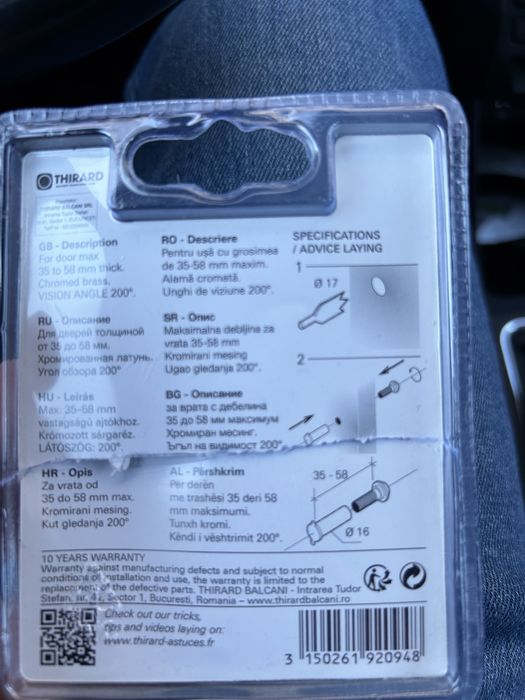 THIRARD
GB - Description
For door max
35 to 58 mm thick.
Chromed brass.
VISION ANGLE 200°.
RU - Описание
Для дверей толщиной
от 35 до 58 мм.
Хромированная латунь.
Угол обзора 200°
HU - Leírás
Max. 35-58 mm
vastagságú ajtókhoz.
Krómozott sárgaréz.
LÁTÓSZÖG: 200°.
HR - Opis
Za vrata od
35 do 58 mm max.
Kromirani mesing.
Kut gledanja 200°
RO - Descriere
Pentru ușă cu grosimea
de 35-58 mm maxim.
Alamă cromată.
Unghi de viziune 200°.
SR - Опис
Maksimalna debljina za
vrata 35-58 mm
Kromirani mesing
Ugao gledanja 200°.
BG - Описание
за врата с дебелина
35 до 58 мм максимум
Хромиран месинг.
Ъгъл на видимост 200°
AL - Përshkrim
Për derën
me trashësi 35 deri 58
mm maksimumi.
Tunxh kromi.
Këndi i vështrimit 200°.
SPECIFICATIONS
/ ADVICE LAYING
1
Ø 17
2
35 - 58
Ø 16
10 YEARS WARRANTY
Warranty against manufacturing defects and subject to normal
conditions of installation and use, the warranty is limited to the
replacement of the defective parts. THIRARD BALCANI - Intrarea Tudor
Stefan, nr. 42, Sector 1, Bucuresti, Romania – www.thirardbalcani.ro
Check out our tricks,
tips and videos laying on:
www.thirard-astuces.fr
3 150261 920948